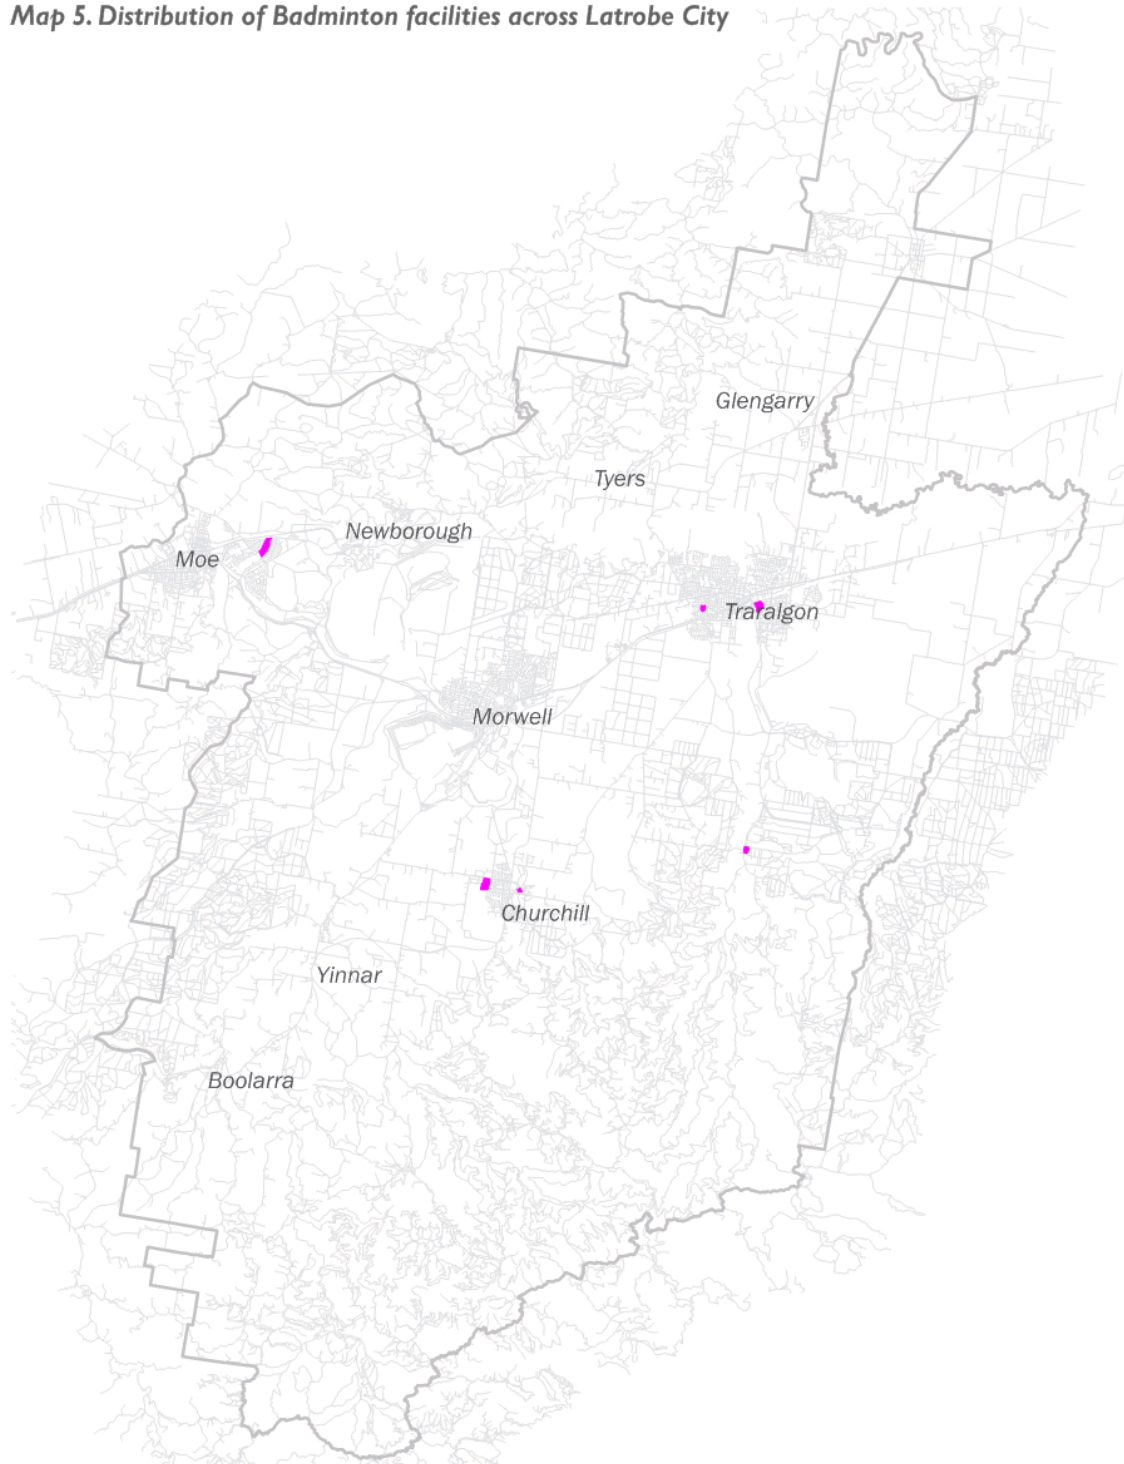 Map 5. Distribution of Badminton facilities across Latrobe City
Glengarry
Tyers
Newborough
Moe
Traralgon
Morwell
Churchill
Yinnar
Boolarra